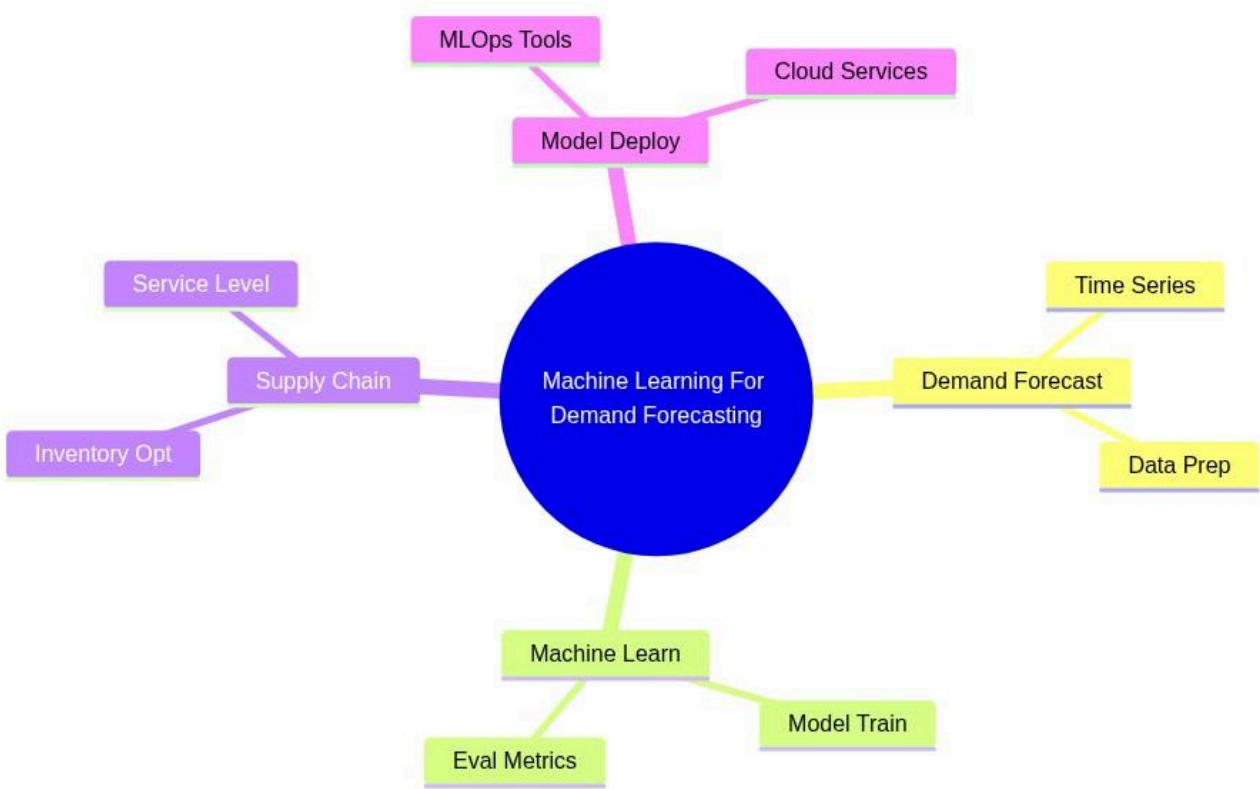 MLOps Tools
Cloud Services
Model Deploy
Service Level
Time Series
Supply Chain
Machine Learning For
Demand Forecasting
Demand Forecast
Inventory Opt
Data Prep
Machine Learn
Model Train
Eval Metrics